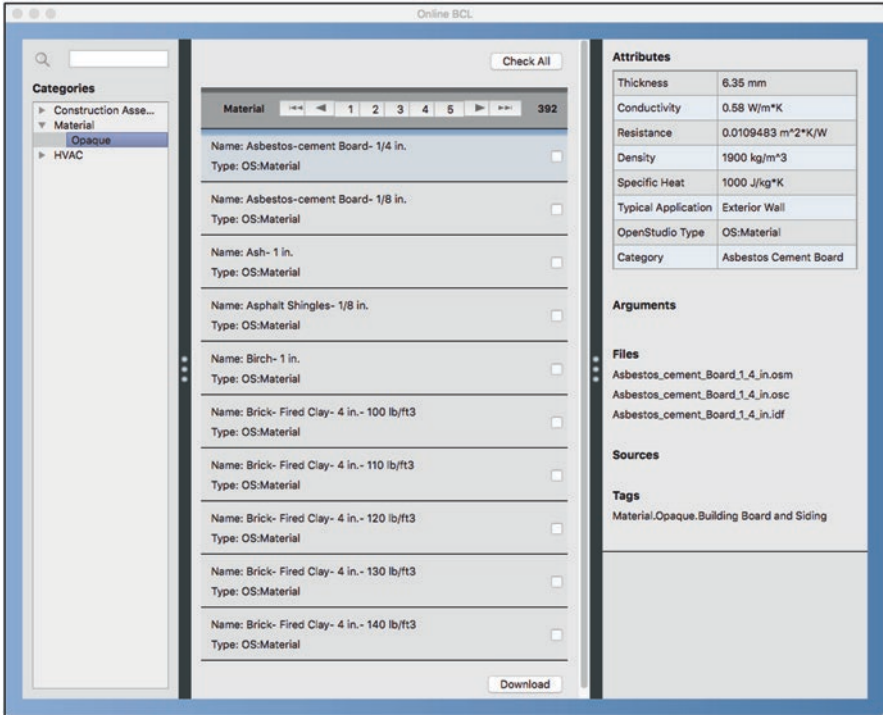 Online BCL
Categories
Construction Asse...
Material
Opaque
HVAC
Check All
Material 1 2 3 4 5 392
Name: Asbestos-cement Board- 1/4 in.
Type: OS:Material
Name: Asbestos-cement Board- 1/8 in.
Type: OS:Material
Name: Ash- 1 in.
Type: OS:Material
Name: Asphalt Shingles- 1/8 in.
Type: OS:Material
Name: Birch- 1 in.
Type: OS:Material
Name: Brick- Fired Clay- 4 in.- 100 lb/ft3
Type: OS:Material
Name: Brick- Fired Clay- 4 in.- 110 lb/ft3
Type: OS:Material
Name: Brick- Fired Clay- 4 in.- 120 lb/ft3
Type: OS:Material
Name: Brick- Fired Clay- 4 in.- 130 lb/ft3
Type: OS:Material
Name: Brick- Fired Clay- 4 in.- 140 lb/ft3
Type: OS:Material
Download
Attributes
Thickness 6.35 mm
Conductivity 0.58 W/m*K
Resistance 0.0109483 m^2*K/W
Density 1900 kg/m^3
Specific Heat 1000 J/kg*K
Typical Application Exterior Wall
OpenStudio Type OS:Material
Category Asbestos Cement Board
Arguments
Files
Asbestos_cement_Board_1_4_in.osm
Asbestos_cement_Board_1_4_in.osc
Asbestos_cement_Board_1_4_in.idf
Sources
Tags
Material.Opaque.Building Board and Siding